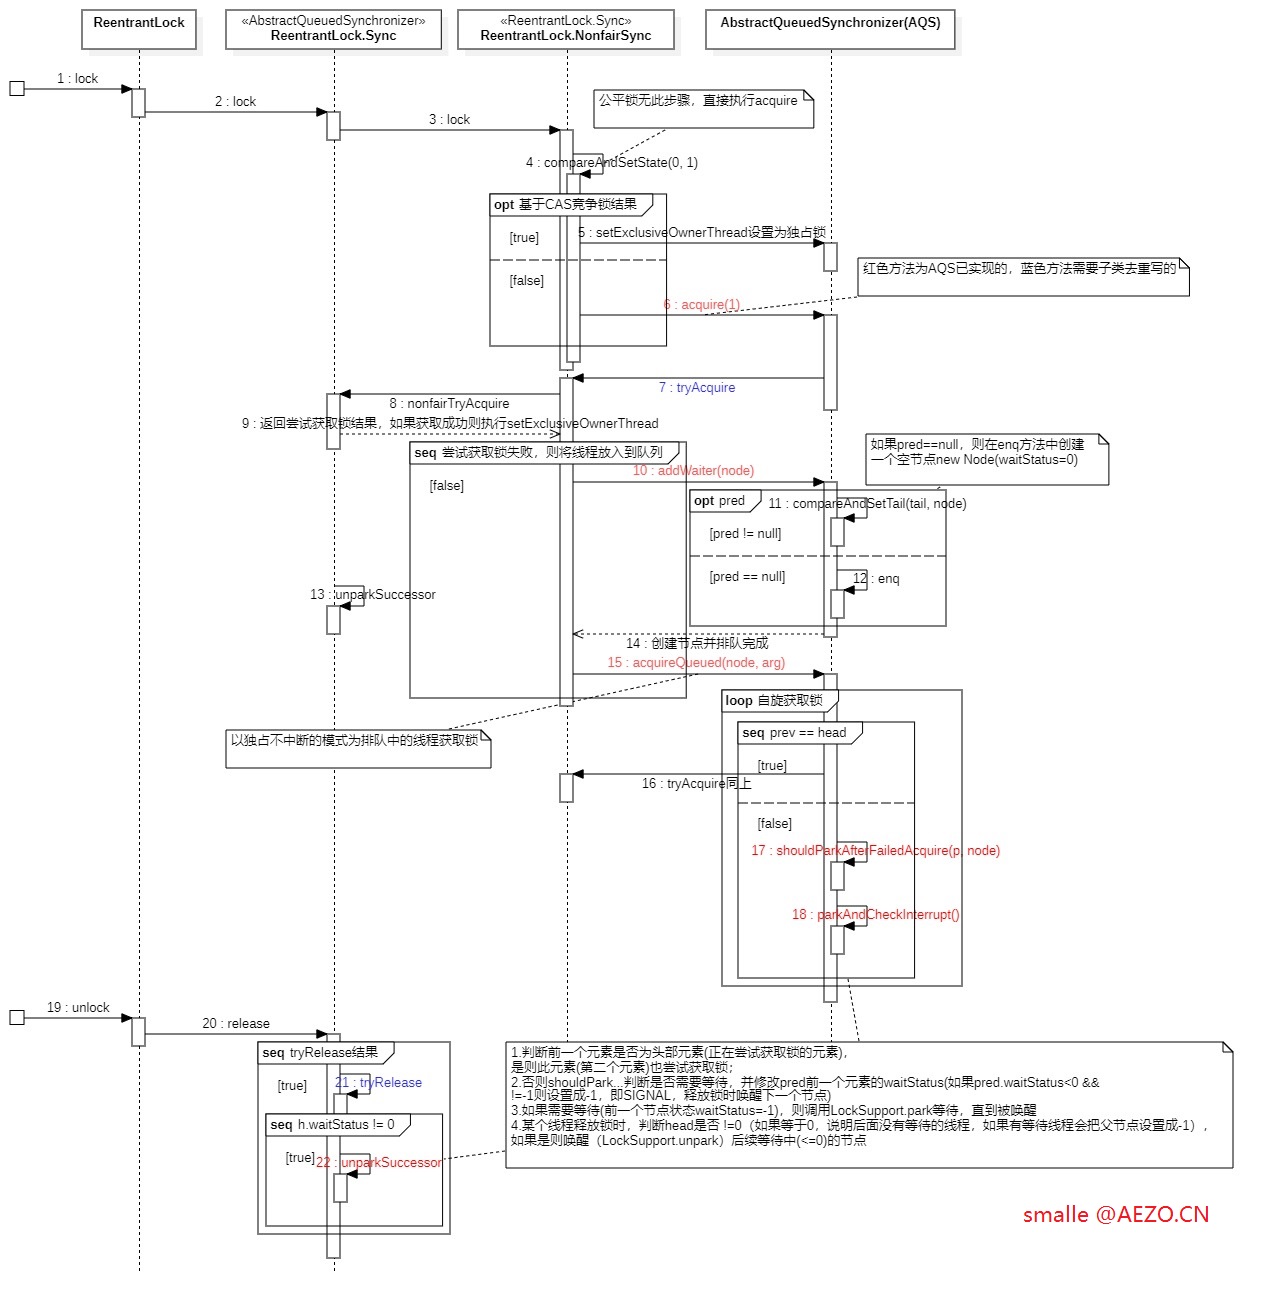 ReentrantLock
«AbstractQueuedSynchronizer»
ReentrantLock.Sync
«ReentrantLock.Sync»
ReentrantLock.NonfairSync
AbstractQueuedSynchronizer(AQS)
1 : lock
2 : lock
3 : lock
公平锁无此步骤，直接执行acquire
4 : compareAndSetState(0, 1)
opt 基于CAS竞争锁结果
[true]
5 : setExclusiveOwnerThread设置为独占锁
[false]
红色方法为AQS已实现的，蓝色方法需要子类去重写的
6 : acquire(1)
7 : tryAcquire
8 : nonfairTryAcquire
9 : 返回尝试获取锁结果，如果获取成功则执行setExclusiveOwnerThread
如果pred==null，则在enq方法中创建
一个空节点new Node(waitStatus=0)
seq 尝试获取锁失败，则将线程放入到队列
10 : addWaiter(node)
[false]
opt pred
11 : compareAndSetTail(tail, node)
[pred != null]
[pred == null]
12 : enq
13 : unparkSuccessor
14 : 创建节点并排队完成
15 : acquireQueued(node, arg)
loop 自旋获取锁
seq prev == head
以独占不中断的模式为排队中的线程获取锁
[true]
16 : tryAcquire同上
[false]
17 : shouldParkAfterFailedAcquire(p, node)
18 : parkAndCheckInterrupt()
19 : unlock
20 : release
seq tryRelease结果
[true]
21 : tryRelease
seq h.waitStatus != 0
[true]
22 : unparkSuccessor
1.判断前一个元素是否为头部元素(正在尝试获取锁的元素)，
是则此元素(第二个元素)也尝试获取锁；
2.否则shouldPark...判断是否需要等待，并修改pred前一个元素的waitStatus(如果pred.waitStatus<0 &&
!=-1则设置成-1，即SIGNAL，释放锁时唤醒下一个节点)
3.如果需要等待(前一个节点状态waitStatus=-1)，则调用LockSupport.park等待，直到被唤醒
4.某个线程释放锁时，判断head是否 !=0（如果等于0，说明后面没有等待的线程，如果有等待线程会把父节点设置成-1），
如果是则唤醒（LockSupport.unpark）后续等待中(<=0)的节点
smalle @AEZO.CN